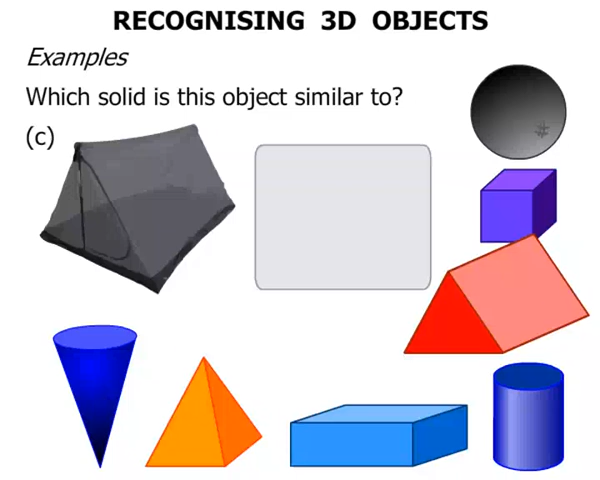 RECOGNISING 3D OBJECTS
Examples
Which solid is this object similar to?
(c)